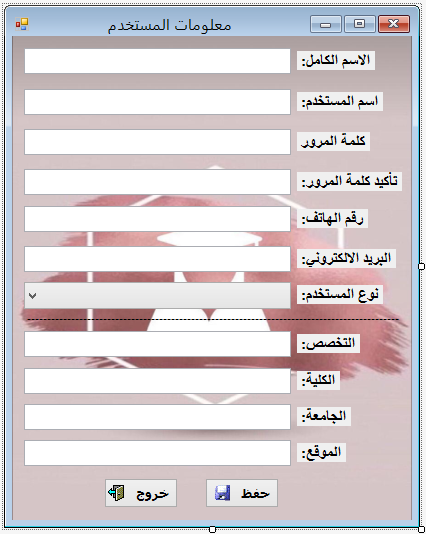 معلومات المستخدم
الاسم الكامل:
اسم المستخدم:
كلمة المرور
تأكيد كلمة المرور:
رقم الهاتف:
البريد الالكتروني:
نوع المستخدم:
التخصص:
الكلية:
الجامعة:
الموقع:
حفظ خروج